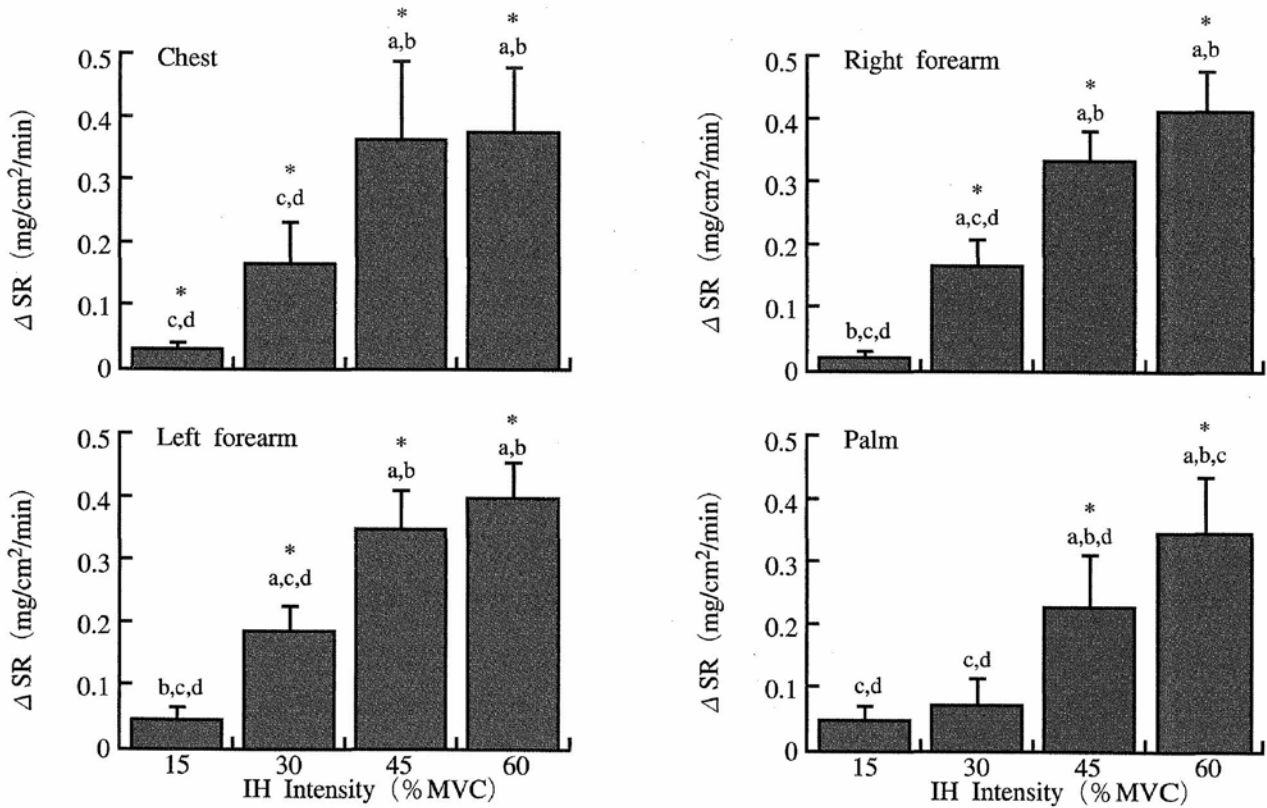 Chest
*
a,b
*
a,b
*
c,d
*
c,d
0.5
0.4
0.3
0.2
0.1
0
Δ SR (mg/cm²/min)
Right forearm
*
a,b
*
a,b
*
a,c,d
b,c,d
0.5
0.4
0.3
0.2
0.1
0
Δ SR (mg/cm²/min)
Left forearm
*
a,b
*
a,b
*
a,c,d
b,c,d
0.5
0.4
0.3
0.2
0.1
0
Δ SR (mg/cm²/min)
15 30 45 60
IH Intensity (%MVC)
Palm
*
a,b,c
*
a,b,d
c,d
c,d
0.5
0.4
0.3
0.2
0.1
0
Δ SR (mg/cm²/min)
15 30 45 60
IH Intensity (%MVC)